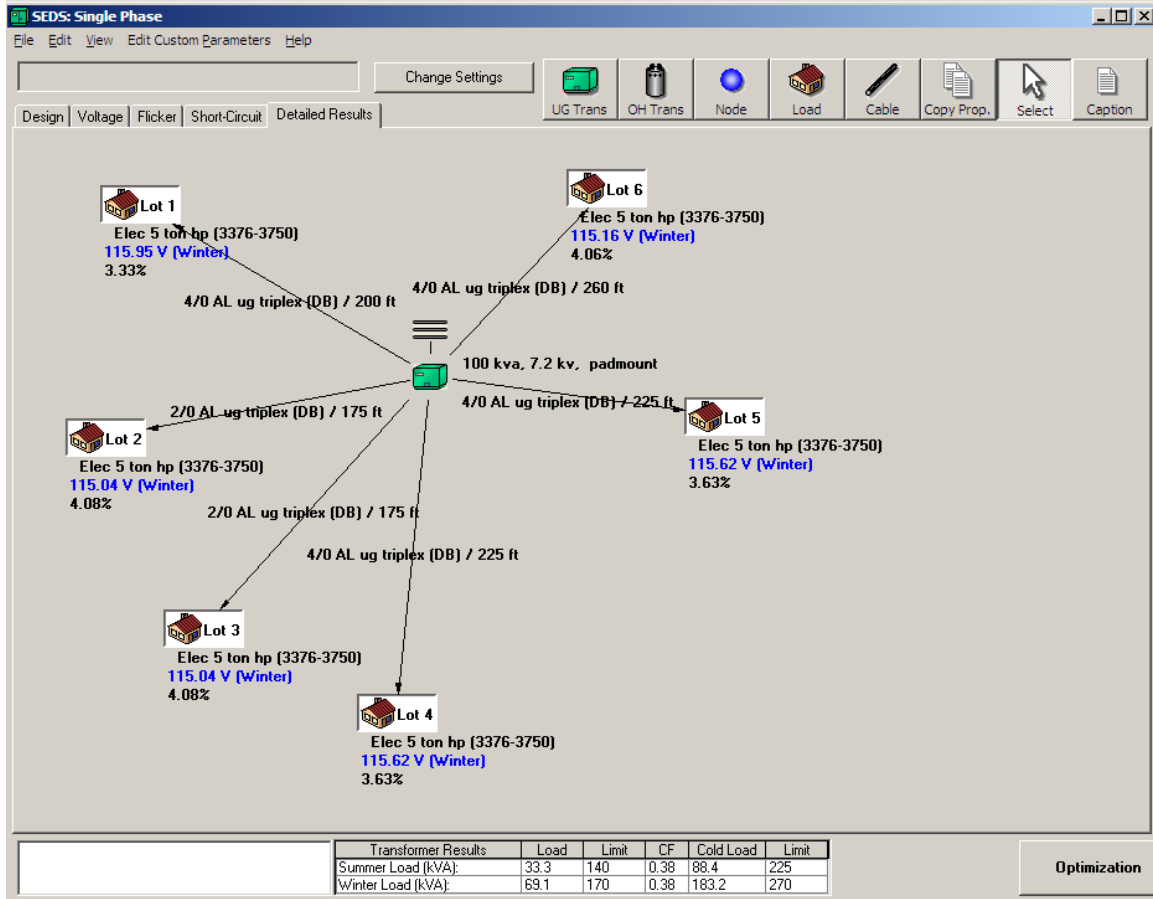 SEDS: Single Phase
File Edit View Edit Custom Parameters Help
Change Settings
UG Trans OH Trans Node Load Cable Copy Prop. Select Caption
Design Voltage Flicker Short-Circuit Detailed Results
Lot 1
Elec 5 ton hp (3376-3750)
115.95 V (Winter)
3.33%
Lot 6
Elec 5 ton hp (3376-3750)
115.16 V (Winter)
4.06%
4/0 AL ug triplex (DB) / 200 ft
4/0 AL ug triplex (DB) / 260 ft
100 kva, 7.2 kv, padmount
2/0 AL ug triplex (DB) / 175 ft
4/0 AL ug triplex (DB) / 225 ft
Lot 2
Elec 5 ton hp (3376-3750)
115.04 V (Winter)
4.08%
Lot 5
Elec 5 ton hp (3376-3750)
115.62 V (Winter)
3.63%
2/0 AL ug triplex (DB) / 175 ft
4/0 AL ug triplex (DB) / 225 ft
Lot 3
Elec 5 ton hp (3376-3750)
115.04 V (Winter)
4.08%
Lot 4
Elec 5 ton hp (3376-3750)
115.62 V (Winter)
3.63%
Transformer Results Load Limit CF Cold Load Limit
Summer Load (kVA): 33.3 140 0.38 88.4 225
Winter Load (kVA): 69.1 170 0.38 183.2 270
Optimization